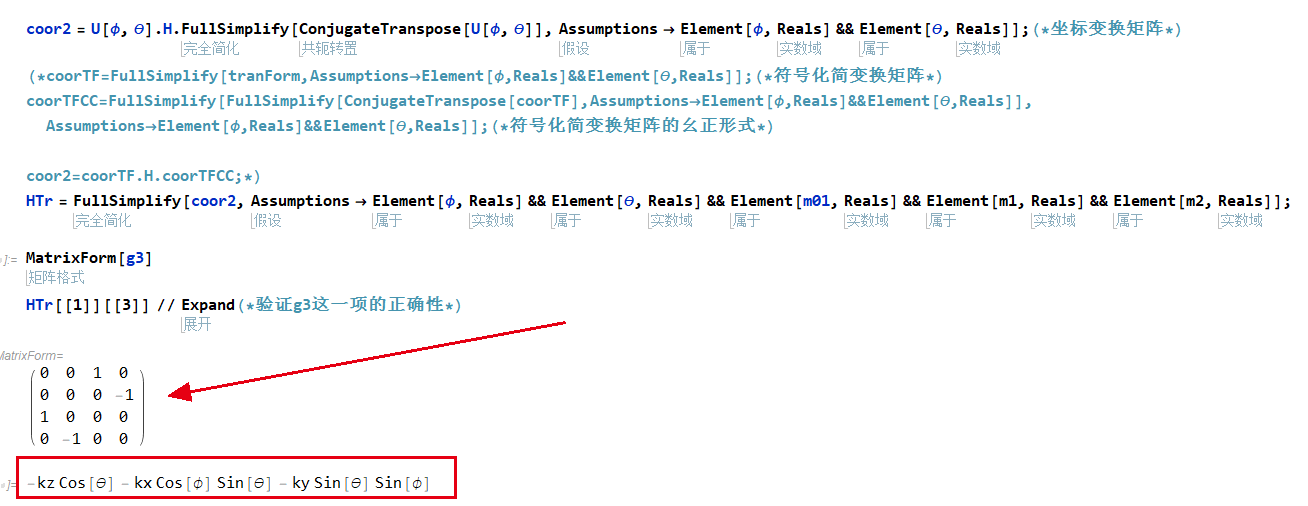 coor2 = U[ϕ, θ].H.FullSimplify[ConjugateTranspose[U[ϕ, θ]], Assumptions → Element[ϕ, Reals] && Element[θ, Reals]]; (*坐标变换矩阵*)
完全简化 共轭转置 假设 属于 实数域 属于 实数域
(*coorTF=FullSimplify[tranForm,Assumptions→Element[ϕ,Reals]&&Element[θ,Reals]];(*符号化简变换矩阵*)
coorTFCC=FullSimplify[FullSimplify[ConjugateTranspose[coorTF],Assumptions→Element[ϕ,Reals]&&Element[θ,Reals]],
Assumptions→Element[ϕ,Reals]&&Element[θ,Reals]];(*符号化简变换矩阵的幺正形式*)
coor2=coorTF.H.coorTFCC;*)
HTr = FullSimplify[coor2, Assumptions → Element[ϕ, Reals] && Element[θ, Reals] && Element[m01, Reals] && Element[m1, Reals] && Element[m2, Reals]];
完全简化 假设 属于 实数域 属于 实数域 属于 实数域 属于 实数域 属于 实数域
]:= MatrixForm[g3]
矩阵格式
HTr[[1]][[3]] // Expand (*验证g3这一项的正确性*)
展开
MatrixForm=
0 0 1 0
0 0 0 -1
1 0 0 0
0 -1 0 0
]= -kz Cos[θ] - kx Cos[ϕ] Sin[θ] - ky Sin[θ] Sin[ϕ]